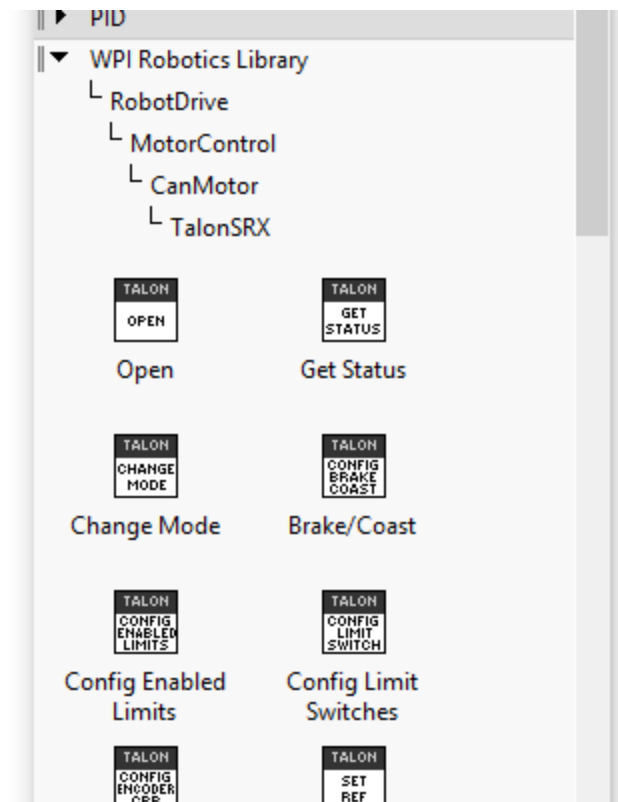 PID
WPI Robotics Library
RobotDrive
MotorControl
CanMotor
TalonSRX
TALON
OPEN
Open
TALON
GET
STATUS
Get Status
TALON
CHANGE
MODE
Change Mode
TALON
CONFIG
BRAKE
COAST
Brake/Coast
TALON
CONFIG
ENABLED
LIMITS
Config Enabled
Limits
TALON
CONFIG
LIMIT
SWITCH
Config Limit
Switches
TALON
CONFIG
ENCODER
CPR
TALON
SET
REF